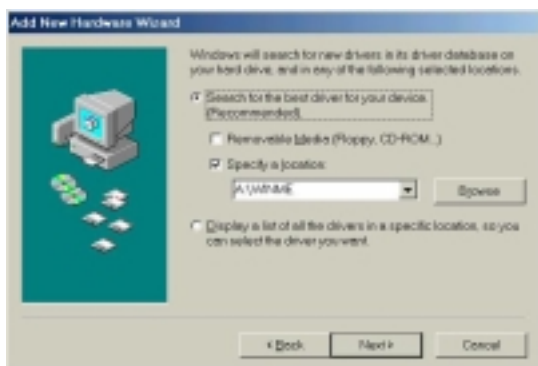 Add New Hardware Wizard
Windows will search for new drivers in its driver database on
your hard drive, and in any of the following selected locations.
Search for the best driver for your device.
(Recommended).
Removable Media (Floppy, CD-ROM...)
Specify a location:
A:\WINME
Browse
Display a list of all the drivers in a specific location, so you
can select the driver you want.
< Back
Next >
Cancel